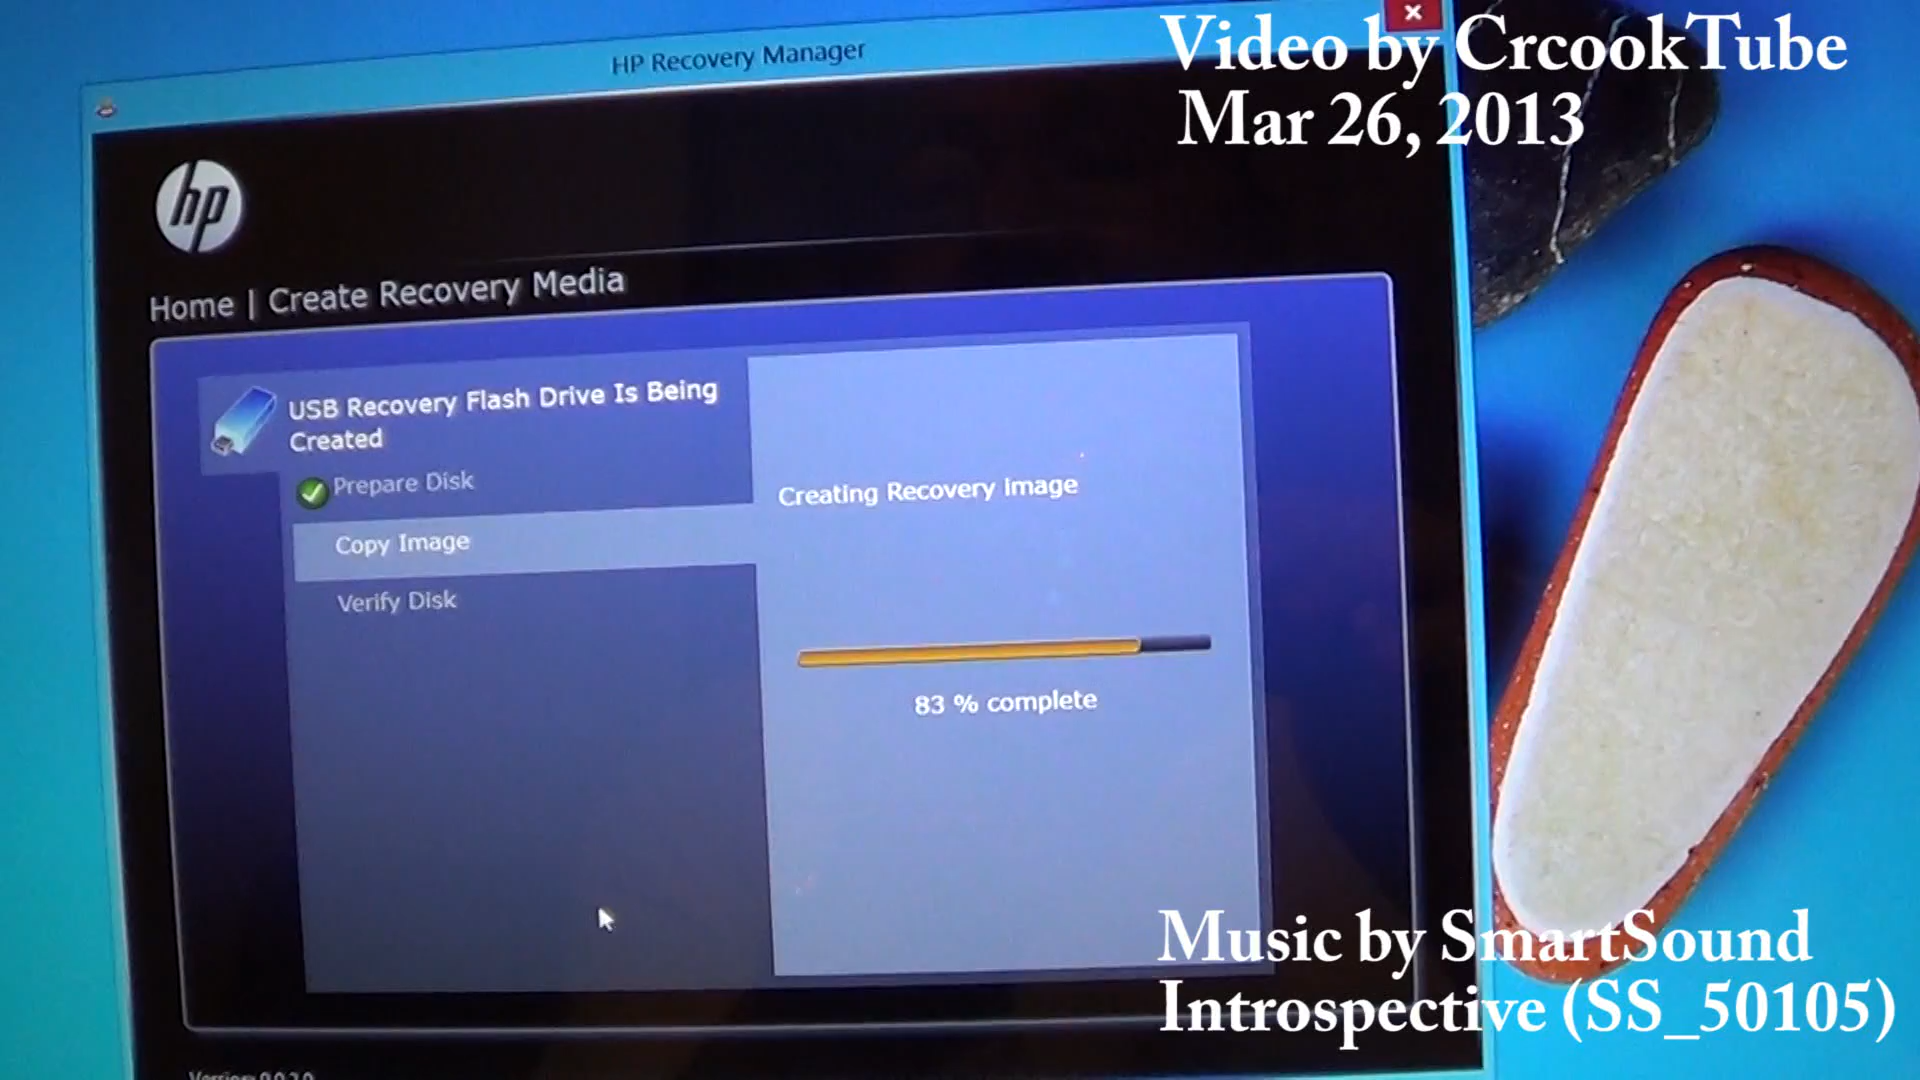 HP Recovery Manager
Video by CrcookTube
Mar 26, 2013
hp
Home | Create Recovery Media
USB Recovery Flash Drive Is Being
Created
Prepare Disk
Copy Image
Verify Disk
Creating Recovery image
83 % complete
Music by SmartSound
Introspective (SS_50105)